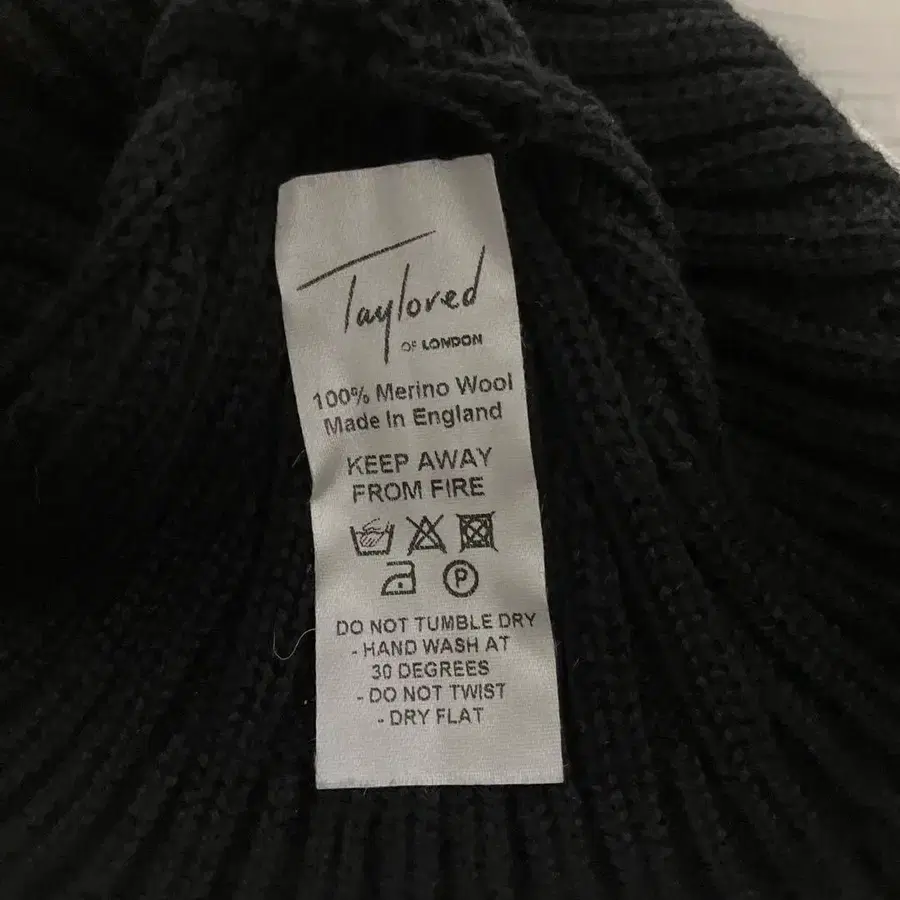 Taylored
OF LONDON
100% Merino Wool
Made In England
KEEP AWAY
FROM FIRE
P
DO NOT TUMBLE DRY
- HAND WASH AT
30 DEGREES
- DO NOT TWIST
- DRY FLAT